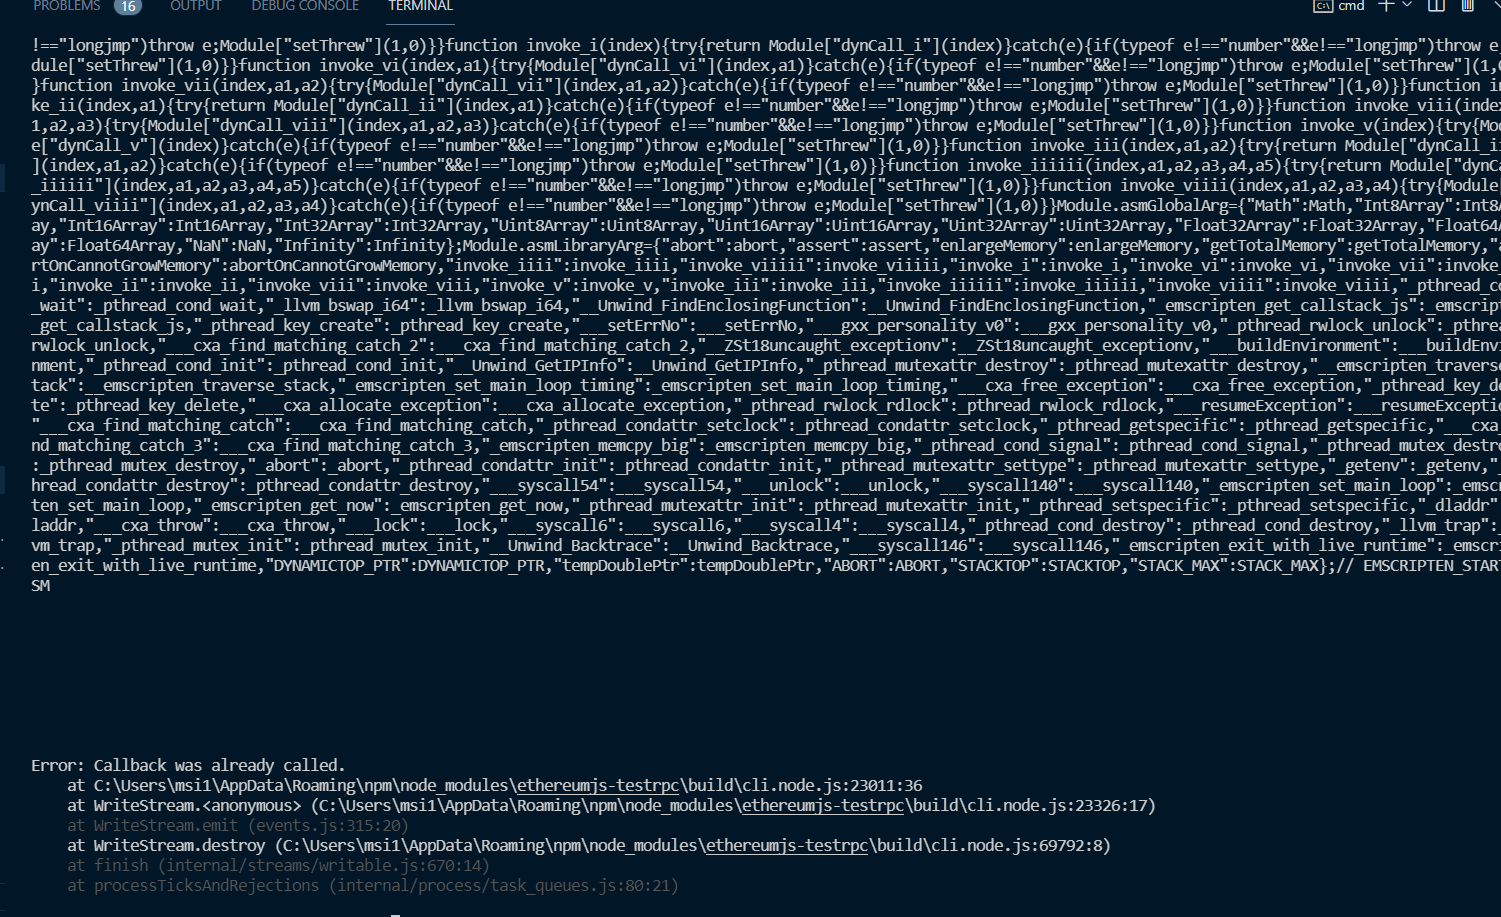 PROBLEMS 16 OUTPUT DEBUG CONSOLE TERMINAL cmd
!=="longjmp")throw e;Module["setThrew"](1,0)}}function invoke_i(index){try{return Module["dynCall_i"](index)}catch(e){if(typeof e!=="number"&&e!=="longjmp")throw e
dule["setThrew"](1,0)}}function invoke_vi(index,a1){try{Module["dynCall_vi"](index,a1)}catch(e){if(typeof e!=="number"&&e!=="longjmp")throw e;Module["setThrew"](1,0
}function invoke_vii(index,a1,a2){try{Module["dynCall_vii"](index,a1,a2)}catch(e){if(typeof e!=="number"&&e!=="longjmp")throw e;Module["setThrew"](1,0)}}function in
ke_ii(index,a1){try{return Module["dynCall_ii"](index,a1)}catch(e){if(typeof e!=="number"&&e!=="longjmp")throw e;Module["setThrew"](1,0)}}function invoke_viii(index
1,a2,a3){try{Module["dynCall_viii"](index,a1,a2,a3)}catch(e){if(typeof e!=="number"&&e!=="longjmp")throw e;Module["setThrew"](1,0)}}function invoke_v(index){try{Mod
e["dynCall_v"](index)}catch(e){if(typeof e!=="number"&&e!=="longjmp")throw e;Module["setThrew"](1,0)}}function invoke_iii(index,a1,a2){try{return Module["dynCall_ii
](index,a1,a2)}catch(e){if(typeof e!=="number"&&e!=="longjmp")throw e;Module["setThrew"](1,0)}}function invoke_iiiiii(index,a1,a2,a3,a4,a5){try{return Module["dynCa
_iiiiii"](index,a1,a2,a3,a4,a5)}catch(e){if(typeof e!=="number"&&e!=="longjmp")throw e;Module["setThrew"](1,0)}}function invoke_viiii(index,a1,a2,a3,a4){try{Module
ynCall_viiii"](index,a1,a2,a3,a4)}catch(e){if(typeof e!=="number"&&e!=="longjmp")throw e;Module["setThrew"](1,0)}}Module.asmGlobalArg={"Math":Math,"Int8Array":Int8A
ay,"Int16Array":Int16Array,"Int32Array":Int32Array,"Uint8Array":Uint8Array,"Uint16Array":Uint16Array,"Uint32Array":Uint32Array,"Float32Array":Float32Array,"Float64A
ay":Float64Array,"NaN":NaN,"Infinity":Infinity};Module.asmLibraryArg={"abort":abort,"assert":assert,"enlargeMemory":enlargeMemory,"getTotalMemory":getTotalMemory,"a
rtOnCannotGrowMemory":abortOnCannotGrowMemory,"invoke_iiii":invoke_iiii,"invoke_viiiii":invoke_viiiii,"invoke_i":invoke_i,"invoke_vi":invoke_vi,"invoke_vii":invoke
i,"invoke_ii":invoke_ii,"invoke_viii":invoke_viii,"invoke_v":invoke_v,"invoke_iii":invoke_iii,"invoke_iiiiii":invoke_iiiiii,"invoke_viiii":invoke_viiii,"_pthread_co
_wait":_pthread_cond_wait,"_llvm_bswap_i64":_llvm_bswap_i64,"__Unwind_FindEnclosingFunction":__Unwind_FindEnclosingFunction,"_emscripten_get_callstack_js":_emscript
_get_callstack_js,"_pthread_key_create":_pthread_key_create,"___setErrNo":___setErrNo,"___gxx_personality_v0":___gxx_personality_v0,"_pthread_rwlock_unlock":_pthrea
rwlock_unlock,"___cxa_find_matching_catch_2":___cxa_find_matching_catch_2,"__ZSt18uncaught_exceptionv":__ZSt18uncaught_exceptionv,"___buildEnvironment":___buildEnvi
nment,"_pthread_cond_init":_pthread_cond_init,"__Unwind_GetIPInfo":__Unwind_GetIPInfo,"_pthread_mutexattr_destroy":_pthread_mutexattr_destroy,"__emscripten_traverse
tack":__emscripten_traverse_stack,"_emscripten_set_main_loop_timing":_emscripten_set_main_loop_timing,"___cxa_free_exception":___cxa_free_exception,"_pthread_key_de
te":_pthread_key_delete,"___cxa_allocate_exception":___cxa_allocate_exception,"_pthread_rwlock_rdlock":_pthread_rwlock_rdlock,"___resumeException":___resumeExceptio
"___cxa_find_matching_catch":___cxa_find_matching_catch,"_pthread_condattr_setclock":_pthread_condattr_setclock,"_pthread_getspecific":_pthread_getspecific,"___cxa_
nd_matching_catch_3":___cxa_find_matching_catch_3,"_emscripten_memcpy_big":_emscripten_memcpy_big,"_pthread_cond_signal":_pthread_cond_signal,"_pthread_mutex_destro
:_pthread_mutex_destroy,"_abort":_abort,"_pthread_condattr_init":_pthread_condattr_init,"_pthread_mutexattr_settype":_pthread_mutexattr_settype,"_getenv":_getenv,"_
hread_condattr_destroy":_pthread_condattr_destroy,"___syscall54":___syscall54,"___unlock":___unlock,"___syscall140":___syscall140,"_emscripten_set_main_loop":_emscr
ten_set_main_loop,"_emscripten_get_now":_emscripten_get_now,"_pthread_mutexattr_init":_pthread_mutexattr_init,"_pthread_setspecific":_pthread_setspecific,"_dladdr"
laddr,"___cxa_throw":___cxa_throw,"___lock":___lock,"___syscall6":___syscall6,"___syscall4":___syscall4,"_pthread_cond_destroy":_pthread_cond_destroy,"_llvm_trap":
vm_trap,"_pthread_mutex_init":_pthread_mutex_init,"__Unwind_Backtrace":__Unwind_Backtrace,"___syscall146":___syscall146,"_emscripten_exit_with_live_runtime":_emscri
en_exit_with_live_runtime,"DYNAMICTOP_PTR":DYNAMICTOP_PTR,"tempDoublePtr":tempDoublePtr,"ABORT":ABORT,"STACKTOP":STACKTOP,"STACK_MAX":STACK_MAX};// EMSCRIPTEN_START
SM
Error: Callback was already called.
at C:\Users\msi1\AppData\Roaming\npm\node_modules\ethereumjs-testrpc\build\cli.node.js:23011:36
at WriteStream.<anonymous> (C:\Users\msi1\AppData\Roaming\npm\node_modules\ethereumjs-testrpc\build\cli.node.js:23326:17)
at WriteStream.emit (events.js:315:20)
at WriteStream.destroy (C:\Users\msi1\AppData\Roaming\npm\node_modules\ethereumjs-testrpc\build\cli.node.js:69792:8)
at finish (internal/streams/writable.js:670:14)
at processTicksAndRejections (internal/process/task_queues.js:80:21)